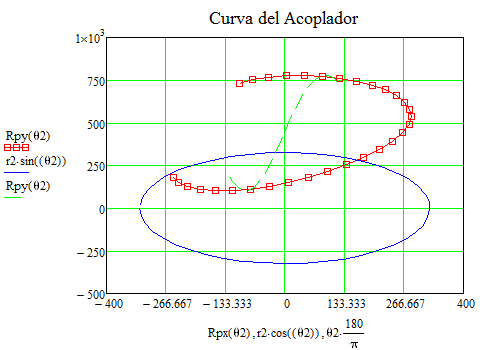 Curva del Acoplador
1×10³
750
500
250
0
−250
−500
Rpy(θ2)
r2·sin((θ2))
Rpy(θ2)
−400 −266.667 −133.333 0 133.333 266.667 400
Rpx(θ2),r2·cos((θ2)),θ2·180/π